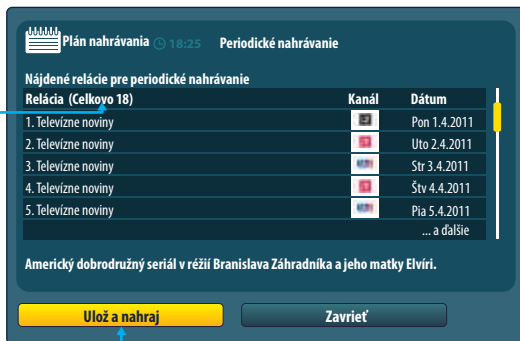 Plán nahrávania 18:25 Periodické nahrávanie
Nájdené relácie pre periodické nahrávanie
Relácia (Celkovo 18) Kanál Dátum
1. Televízne noviny Pon 1.4.2011
2. Televízne noviny Uto 2.4.2011
3. Televízne noviny Str 3.4.2011
4. Televízne noviny Štv 4.4.2011
5. Televízne noviny Pia 5.4.2011
... a ďalšie
Americký dobrodružný seriál v réžií Branislava Záhradníka a jeho matky Elvíri.
Ulož a nahraj Zavrieť